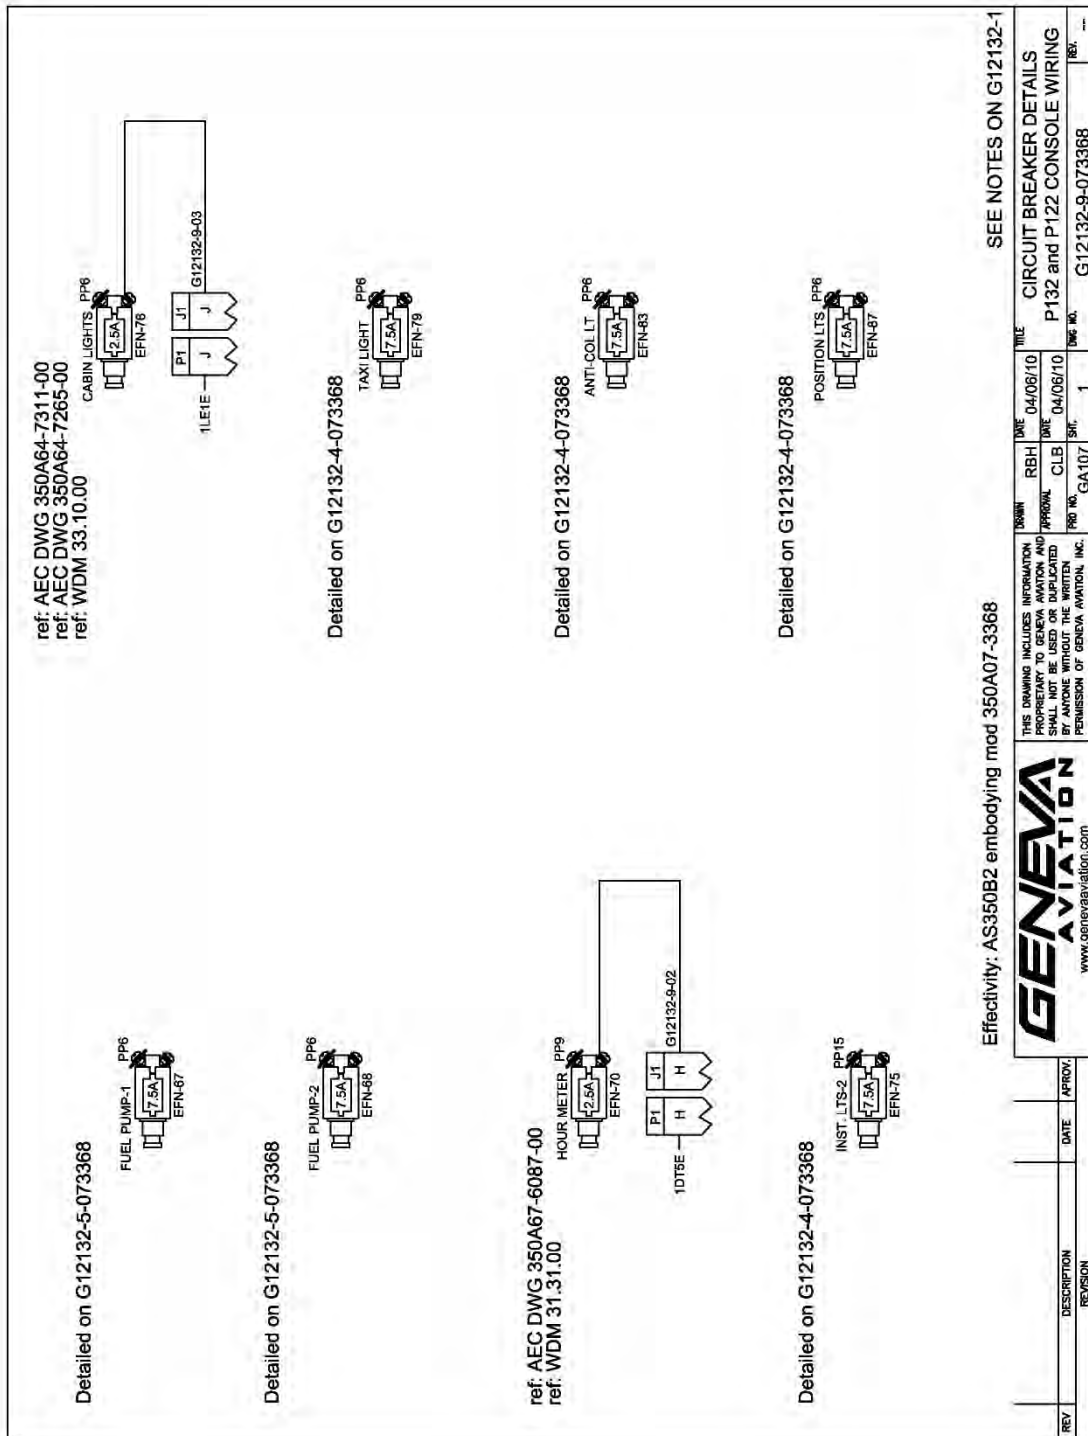 Detailed on G12132-5-073368
FUEL PUMP-1 PP6
7.5A
EFN-67
Detailed on G12132-5-073368
FUEL PUMP-2 PP6
7.5A
EFN-68
ref: AEC DWG 350A67-6087-00
ref: WDM 31.31.00
HOUR METER PP9
2.5A
EFN-70
P1 J1
1DT5E H H G12132-9-02
Detailed on G12132-4-073368
INST. LTS-2 PP15
7.5A
EFN-75
ref: AEC DWG 350A64-7311-00
ref: AEC DWG 350A64-7265-00
ref: WDM 33.10.00
CABIN LIGHTS PP6
2.5A
EFN-76
P1 J1
1LE1E J J G12132-9-03
Detailed on G12132-4-073368
TAXI LIGHT PP6
7.5A
EFN-79
Detailed on G12132-4-073368
ANTI-COL LT PP6
7.5A
EFN-83
Detailed on G12132-4-073368
POSITION LTS PP6
7.5A
EFN-87
Effectivity: AS350B2 embodying mod 350A07-3368
SEE NOTES ON G12132-1
REV DESCRIPTION DATE APROV.
REVISION
GENEVA
AVIATION
www.genevaaviation.com
THIS DRAWING INCLUDES INFORMATION
PROPRIETARY TO GENEVA AVIATION AND
SHALL NOT BE USED OR DUPLICATED
BY ANYONE WITHOUT THE WRITTEN
PERMISSION OF GENEVA AVIATION, INC.
DRAWN RBH DATE 04/06/10
APPROVAL CLB DATE 04/06/10
PRO NO. GA107 SHT. 1
TITLE
CIRCUIT BREAKER DETAILS
P132 and P122 CONSOLE WIRING
DWG NO. G12132-9-073368 REV. --